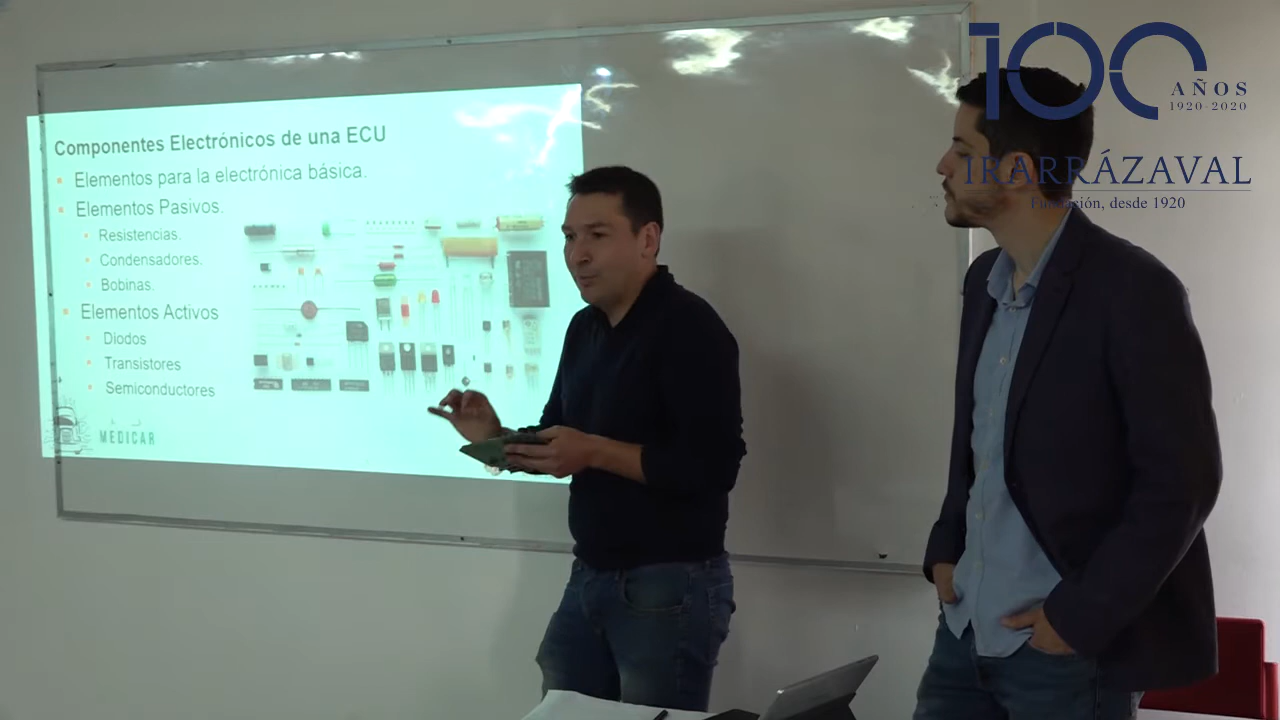 Componentes Electrónicos de una ECU
Elementos para la electrónica básica.
Elementos Pasivos.
Resistencias.
Condensadores.
Bobinas.
Elementos Activos
Diodos
Transistores
Semiconductores
MEDICAR
100
AÑOS
1920-2020
IRARRÁZAVAL
Fundación, desde 1920